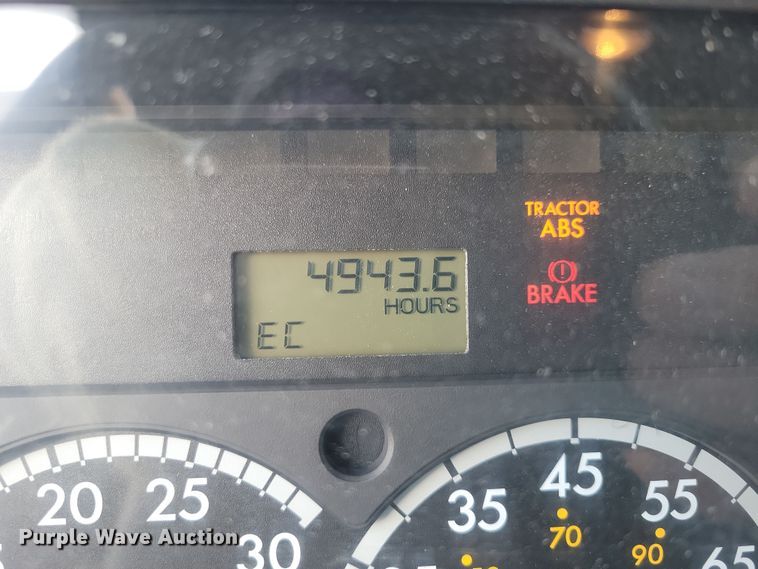 TRACTOR
ABS
4943.6
HOURS
BRAKE
EC
20 25 30
35 45 55 65
70 90
Purple Wave Auction